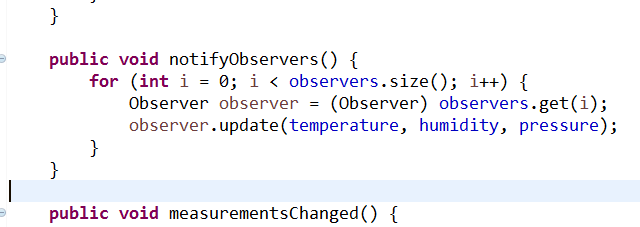 }
public void notifyObservers() {
for (int i = 0; i < observers.size(); i++) {
Observer observer = (Observer) observers.get(i);
observer.update(temperature, humidity, pressure);
}
}
public void measurementsChanged() {